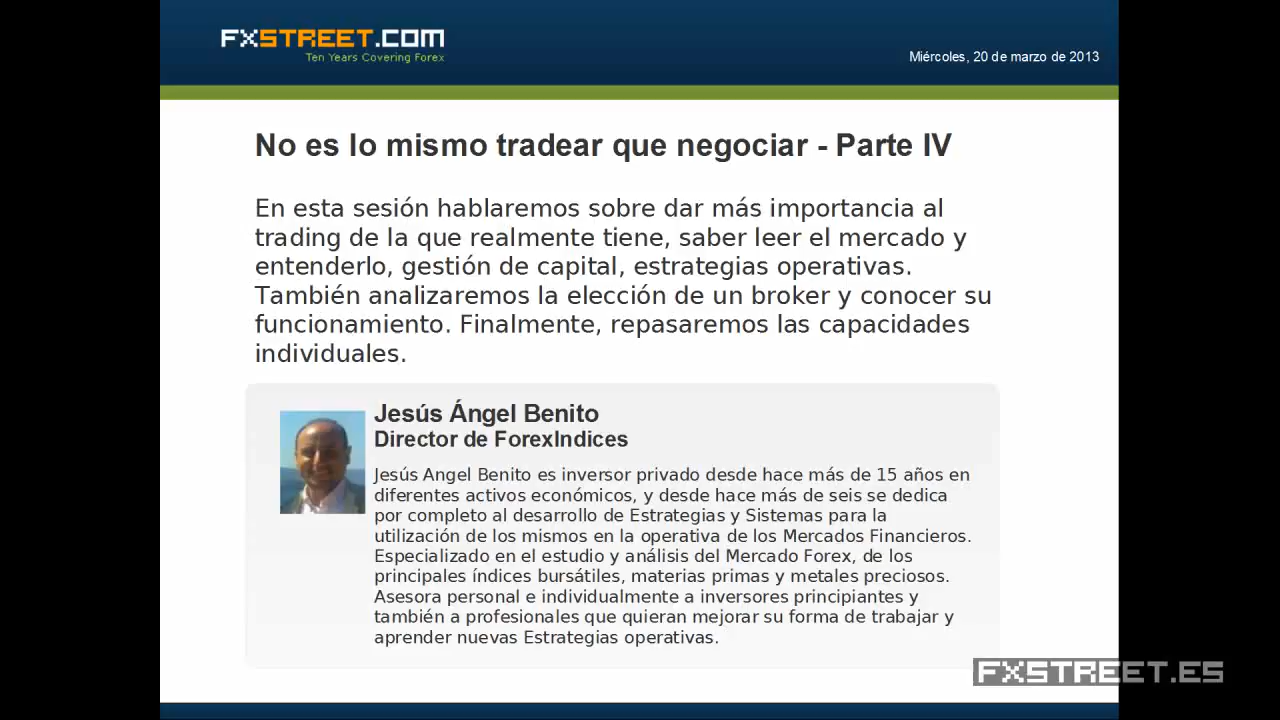 FXSTREET.COM
Ten Years Covering Forex
Miércoles, 20 de marzo de 2013
No es lo mismo tradear que negociar - Parte IV
En esta sesión hablaremos sobre dar más importancia al
trading de la que realmente tiene, saber leer el mercado y
entenderlo, gestión de capital, estrategias operativas.
También analizaremos la elección de un broker y conocer su
funcionamiento. Finalmente, repasaremos las capacidades
individuales.
Jesús Ángel Benito
Director de ForexIndices
Jesús Angel Benito es inversor privado desde hace más de 15 años en
diferentes activos económicos, y desde hace más de seis se dedica
por completo al desarrollo de Estrategias y Sistemas para la
utilización de los mismos en la operativa de los Mercados Financieros.
Especializado en el estudio y análisis del Mercado Forex, de los
principales índices bursátiles, materias primas y metales preciosos.
Asesora personal e individualmente a inversores principiantes y
también a profesionales que quieran mejorar su forma de trabajar y
aprender nuevas Estrategias operativas.
FXSTREET.ES